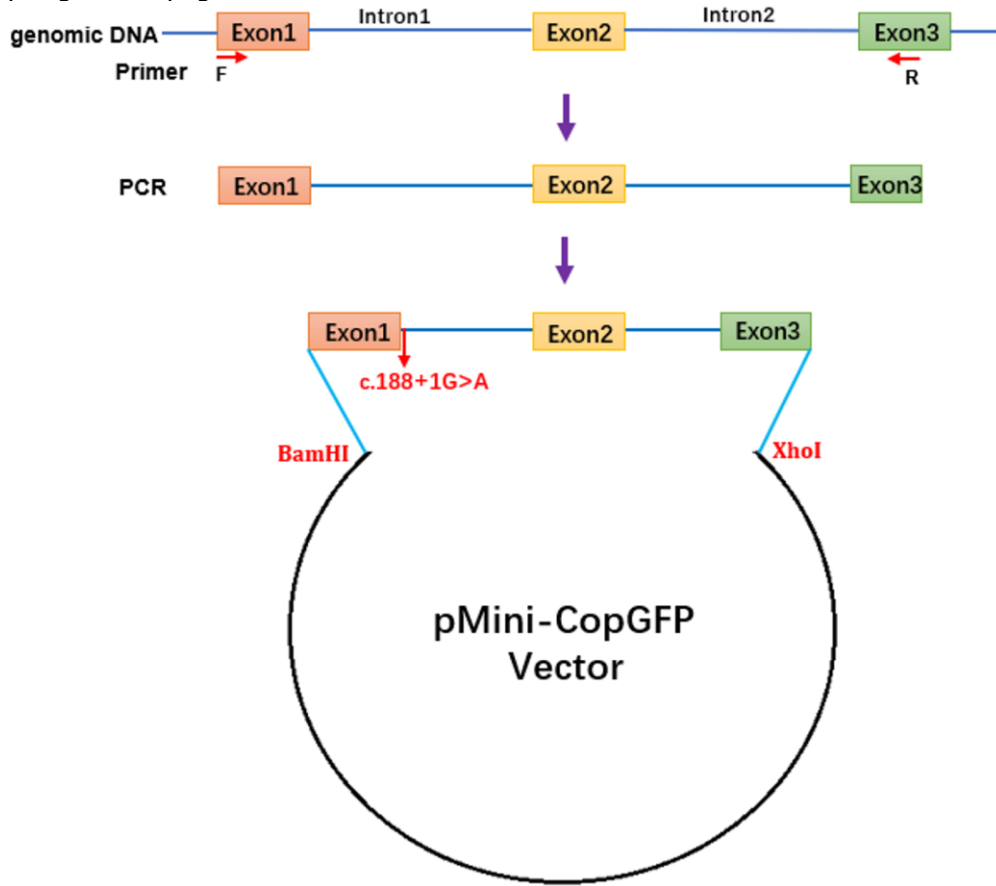 Intron1 Intron2
genomic DNA Exon1 Exon2 Exon3
Primer F R
PCR Exon1 Exon2 Exon3
Exon1 Exon2 Exon3
c.188+1G>A
BamHI XhoI
pMini-CopGFP
Vector